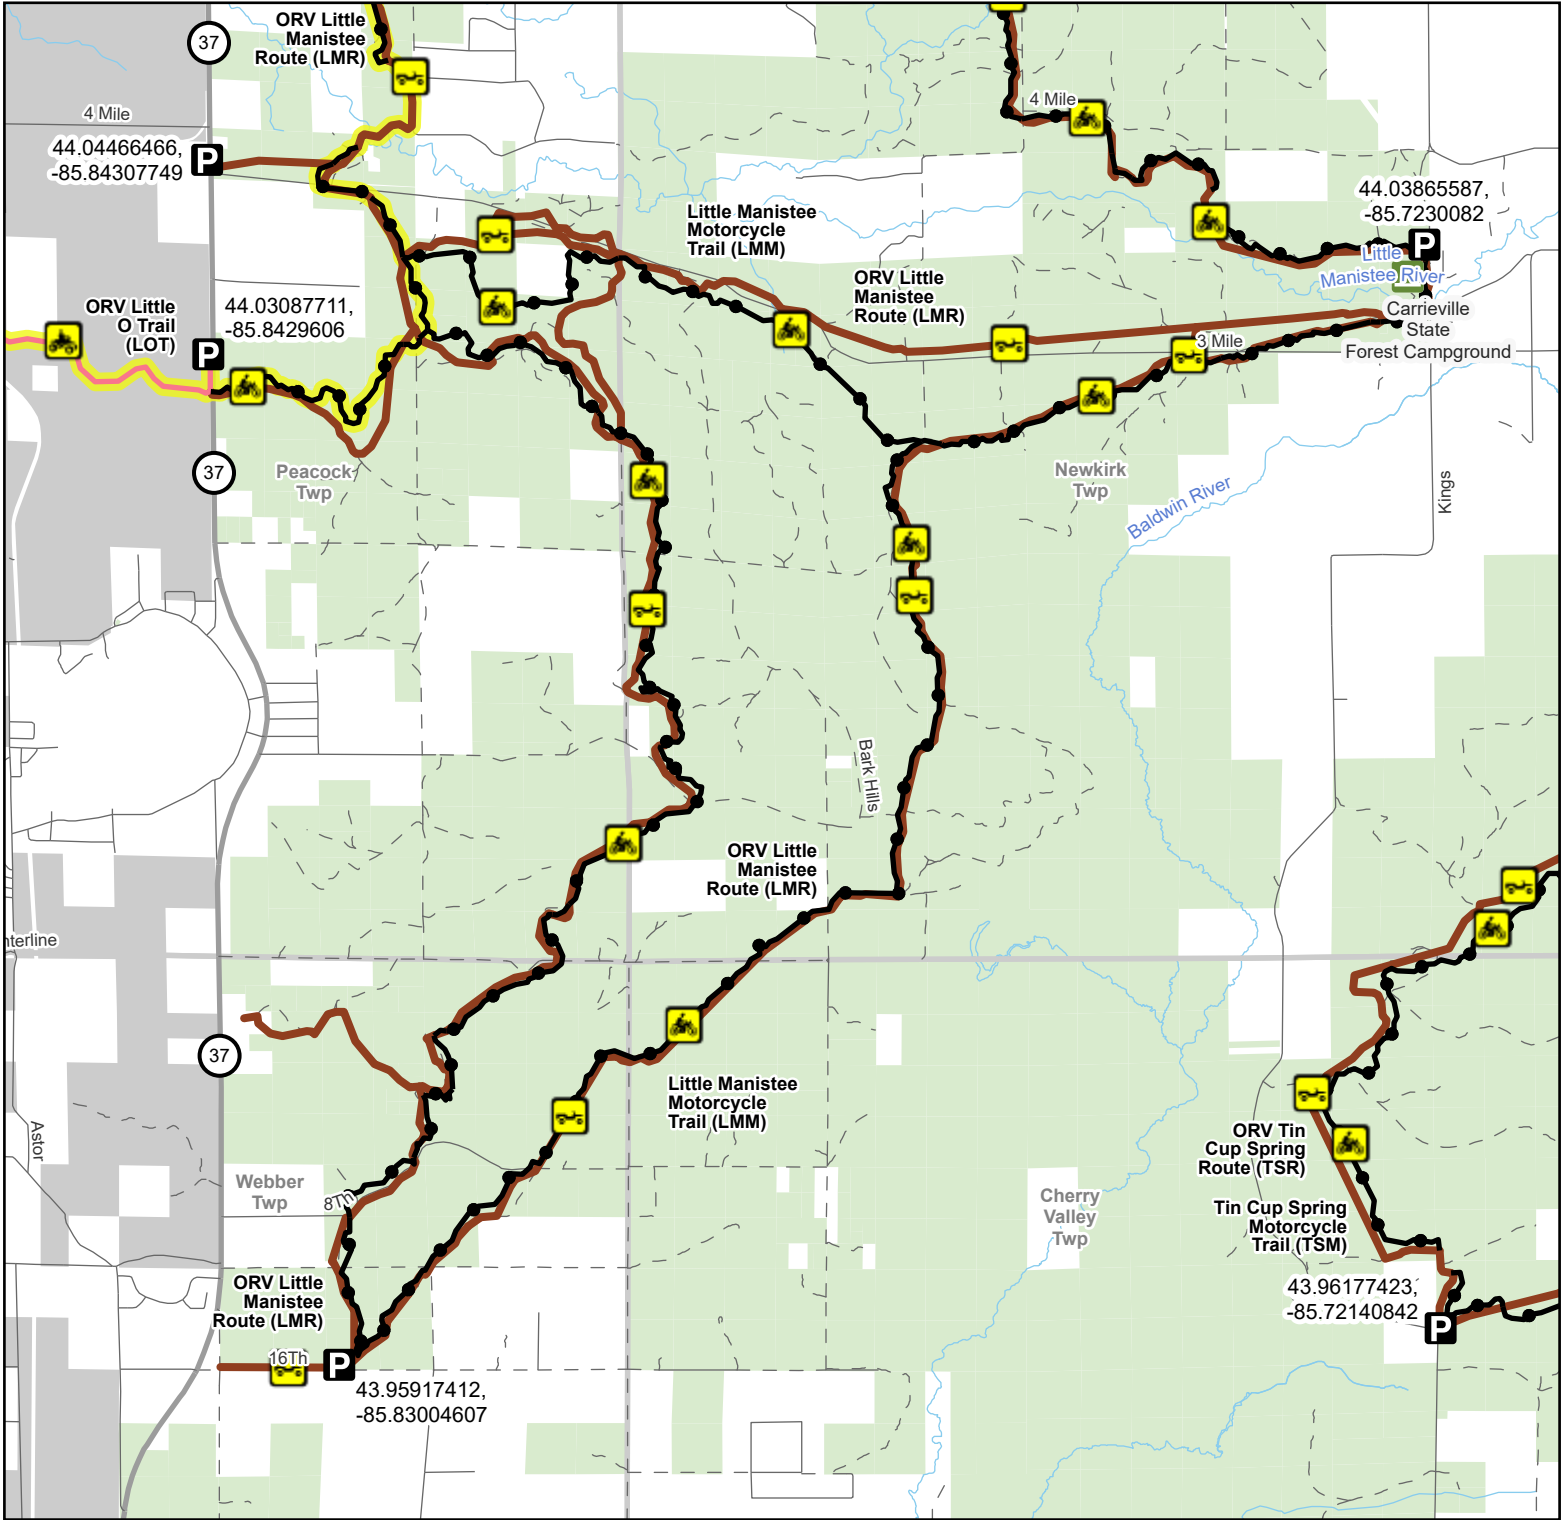 37
ORV Little
Manistee
Route (LMR)
4 Mile
4 Mile
44.04466466,
-85.84307749
P
44.03865587,
-85.7230082
P
Little Manistee
Motorcycle
Trail (LMM)
Little
Manistee River
ORV Little
Manistee
Route (LMR)
ORV Little
O Trail
(LOT)
44.03087711,
-85.8429606
P
Carrieville
State
Forest Campground
3 Mile
37
Peacock
Twp
Newkirk
Twp
Baldwin River
Kings
Bark Hills
ORV Little
Manistee
Route (LMR)
nterline
37
Little Manistee
Motorcycle
Trail (LMM)
Astor
ORV Tin
Cup Spring
Route (TSR)
Webber
Twp
8Th
Cherry
Valley
Twp
Tin Cup Spring
Motorcycle
Trail (TSM)
ORV Little
Manistee
Route (LMR)
43.96177423,
-85.72140842
P
16Th
P
43.95917412,
-85.83004607